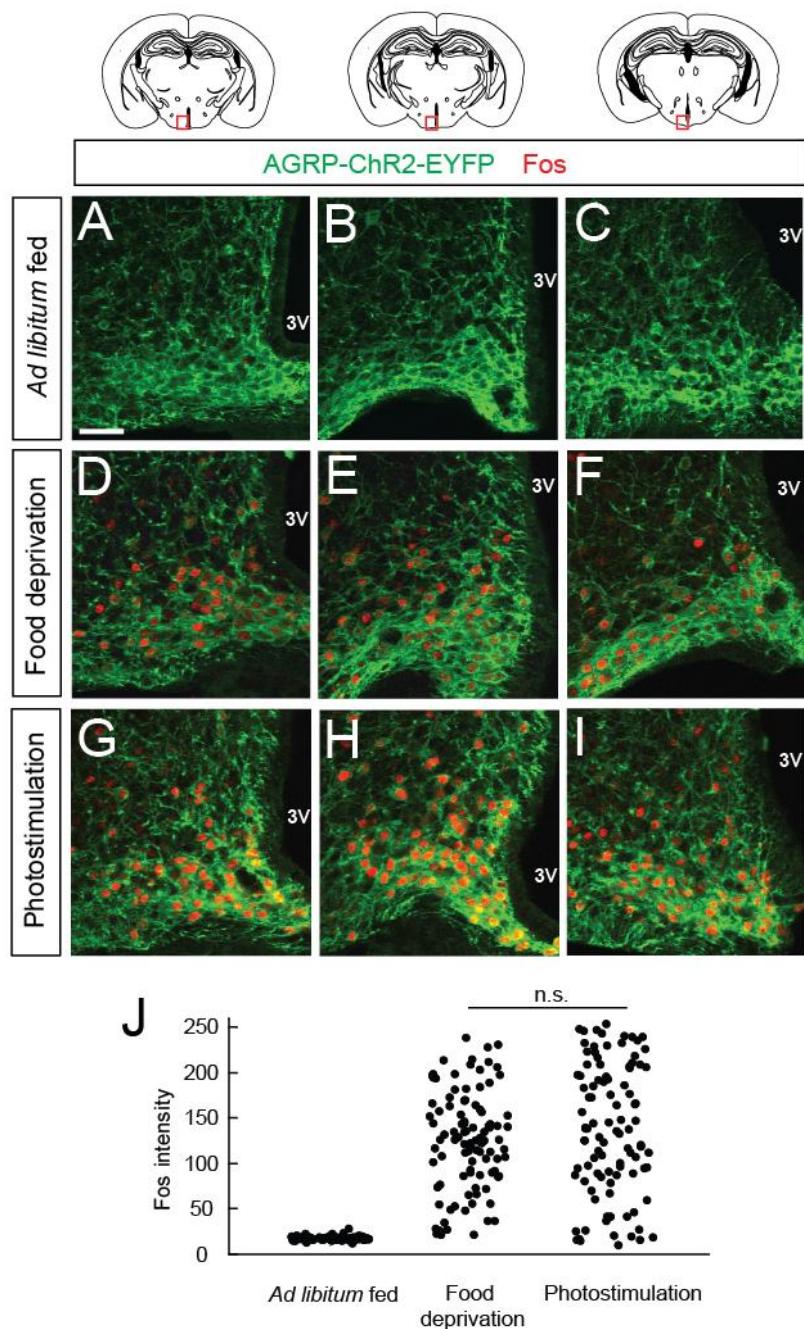 AGRP-ChR2-EYFP Fos
Ad libitum fed
A
B
C
3V
3V
3V
Food deprivation
D
E
F
3V
3V
3V
Photostimulation
G
H
I
3V
3V
3V
J
n.s.
Fos intensity
250
200
150
100
50
0
Ad libitum fed
Food deprivation
Photostimulation